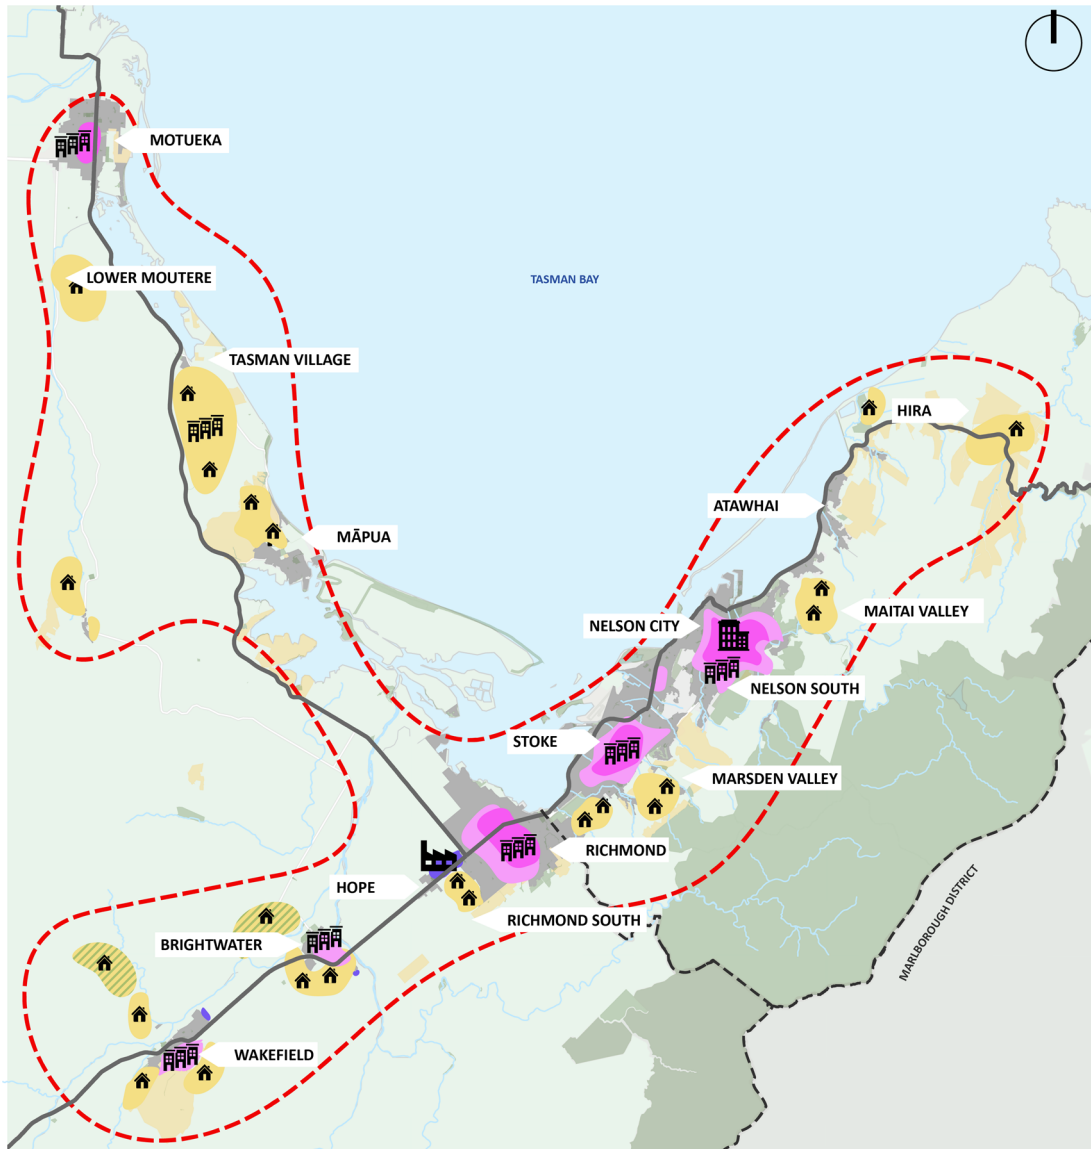 MOTUEKA
LOWER MOUTERE
TASMAN BAY
TASMAN VILLAGE
HIRA
ATAWHAI
MĀPUA
MAITAI VALLEY
NELSON CITY
NELSON SOUTH
STOKE
MARSDEN VALLEY
RICHMOND
HOPE
RICHMOND SOUTH
BRIGHTWATER
MARLBOROUGH DISTRICT
WAKEFIELD